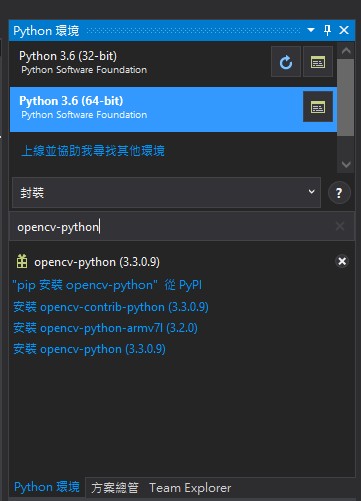 Python 環境
Python 3.6 (32-bit)
Python Software Foundation
Python 3.6 (64-bit)
Python Software Foundation
上線並協助我尋找其他環境
封裝
?
opencv-python
opencv-python (3.3.0.9)
"pip 安裝 opencv-python" 從 PyPI
安裝 opencv-contrib-python (3.3.0.9)
安裝 opencv-python-armv7l (3.2.0)
安裝 opencv-python (3.3.0.9)
Python 環境 方案總管 Team Explorer